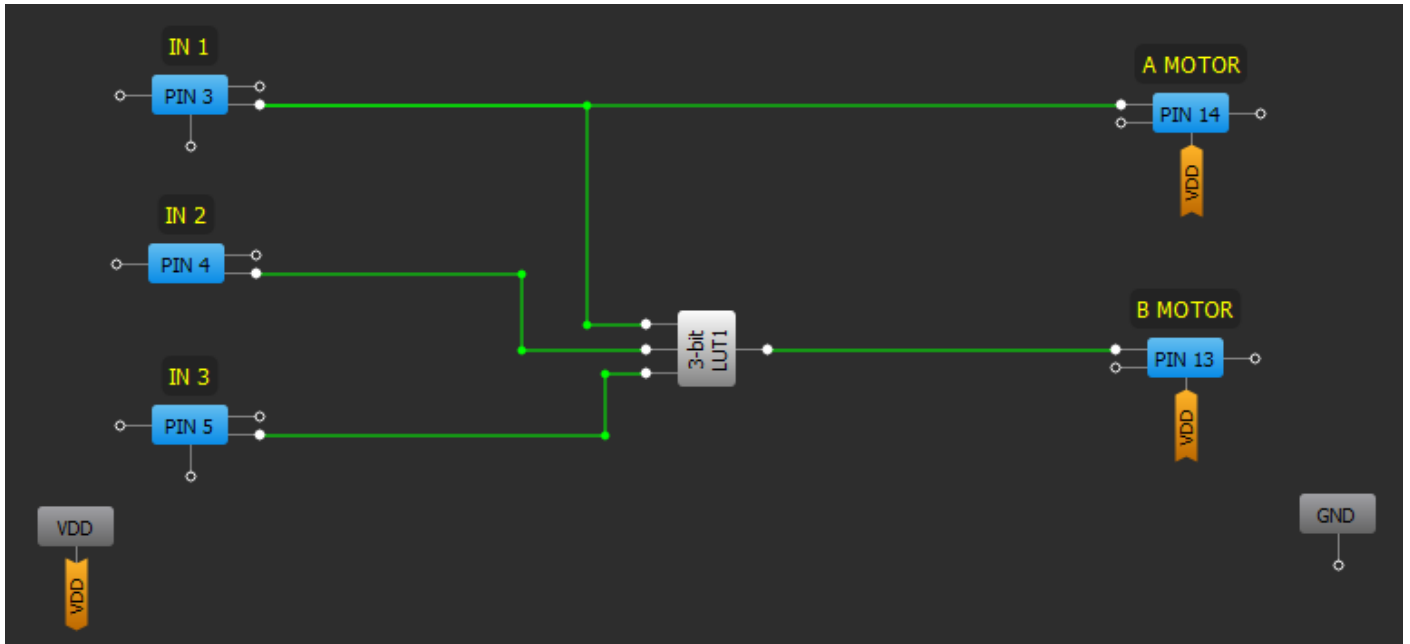 IN 1
PIN 3
A MOTOR
PIN 14
VDD
IN 2
PIN 4
B MOTOR
PIN 13
VDD
3-bit
LUT1
IN 3
PIN 5
VDD
VDD
GND